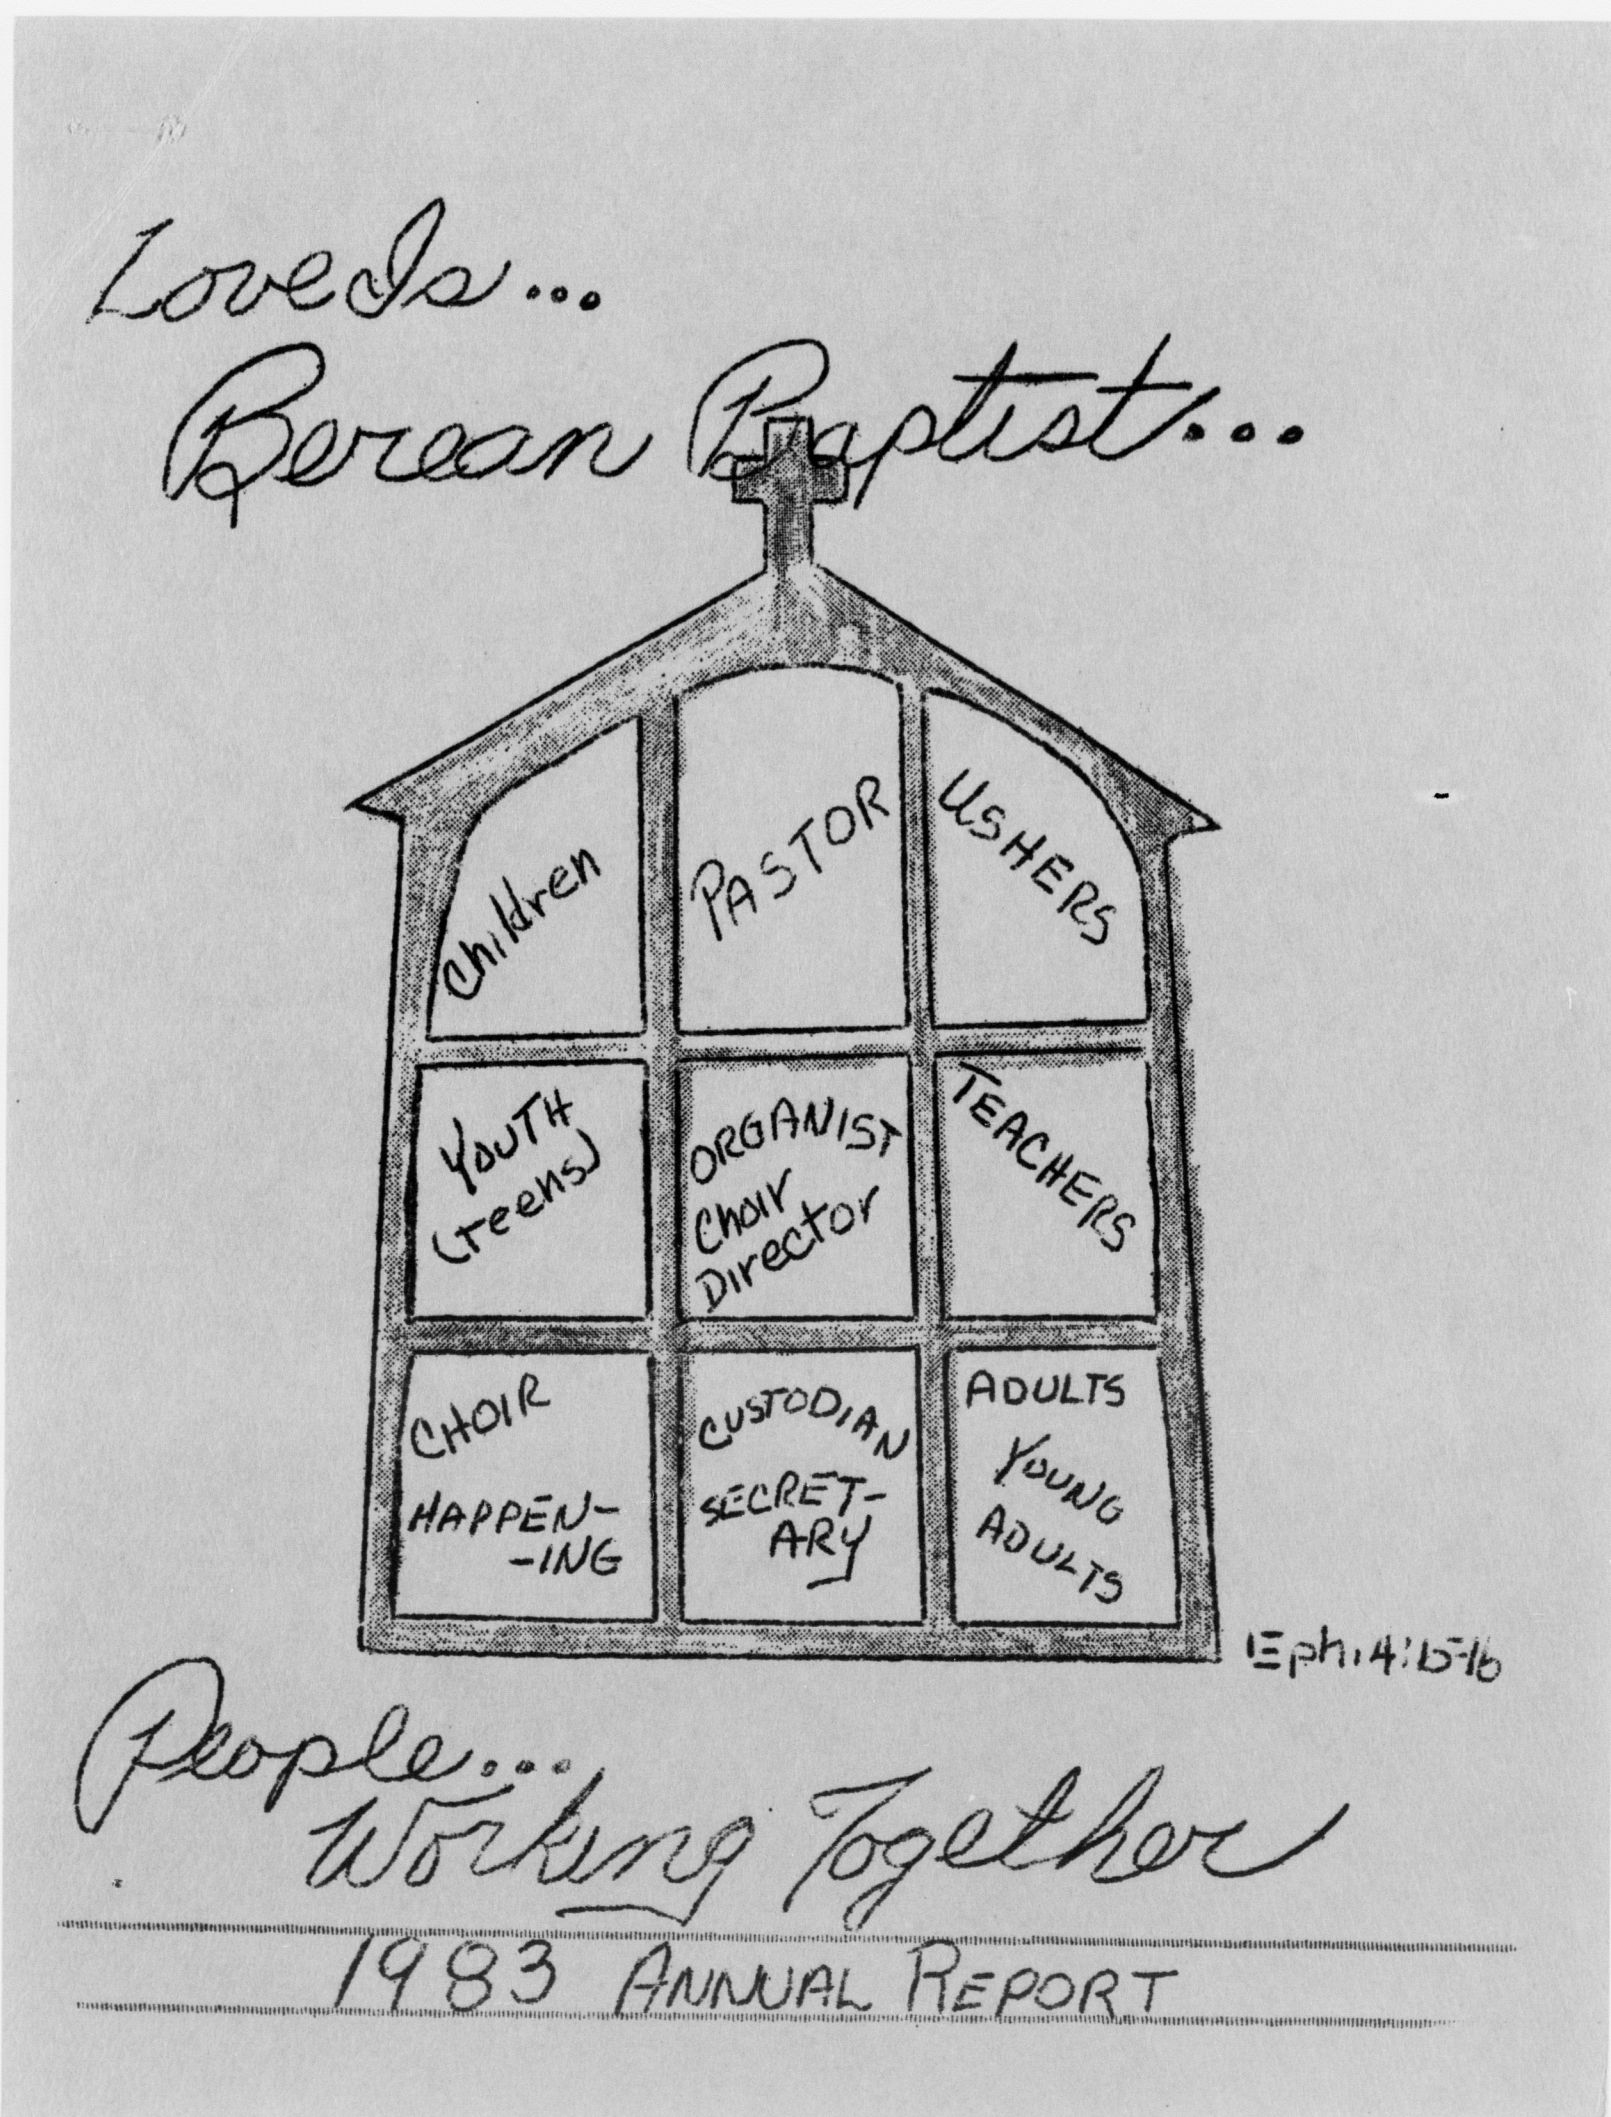 Love Is...
Berean Baptist...
Children
PASTOR
USHERS
YOUTH
(Teens)
ORGANIST
Choir
Director
TEACHERS
CHOIR
HAPPEN-
-ING
CUSTODIAN
SECRET-
ARY
ADULTS
YOUNG
ADULTS
Eph. 4:15-16
People...
Working Together
1983 ANNUAL REPORT